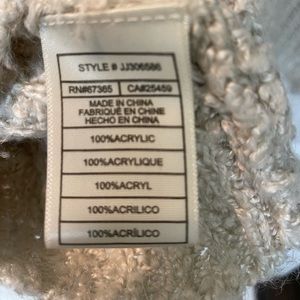 STYLE # JJ306586
RN#67365 CA#25459
MADE IN CHINA
FABRIQUÉ EN CHINE
HECHO EN CHINA
100%ACRYLIC
100%ACRYLIQUE
100%ACRYL
100%ACRILICO
100%ACRÍLICO